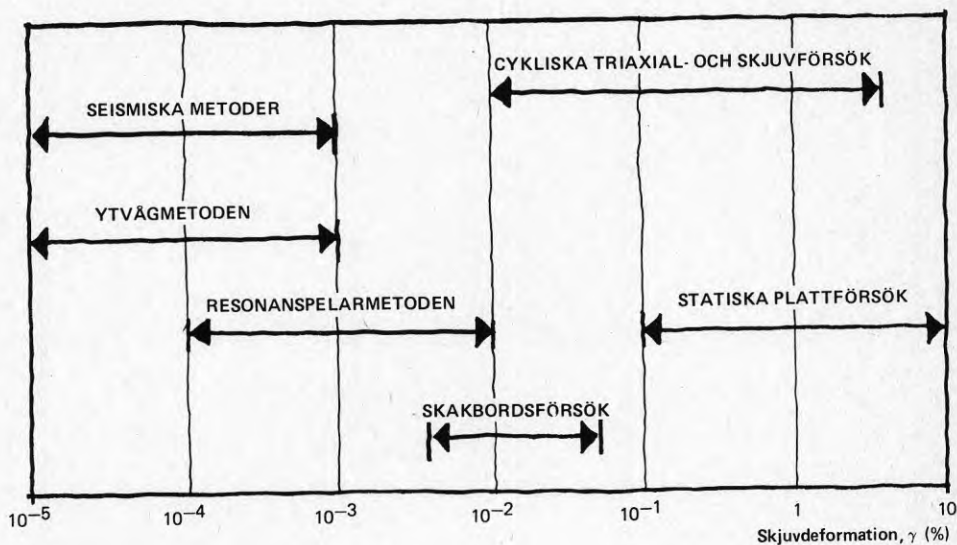 CYKLISKA TRIAXIAL- OCH SKJUVFÖRSÖK
SEISMISKA METODER
YTVÅGMETODEN
RESONANSPELARMETODEN
STATISKA PLATTFÖRSÖK
SKAKBORDSFÖRSÖK
10−5 10−4 10−3 10−2 10−1 1 10
Skjuvdeformation, γ (%)